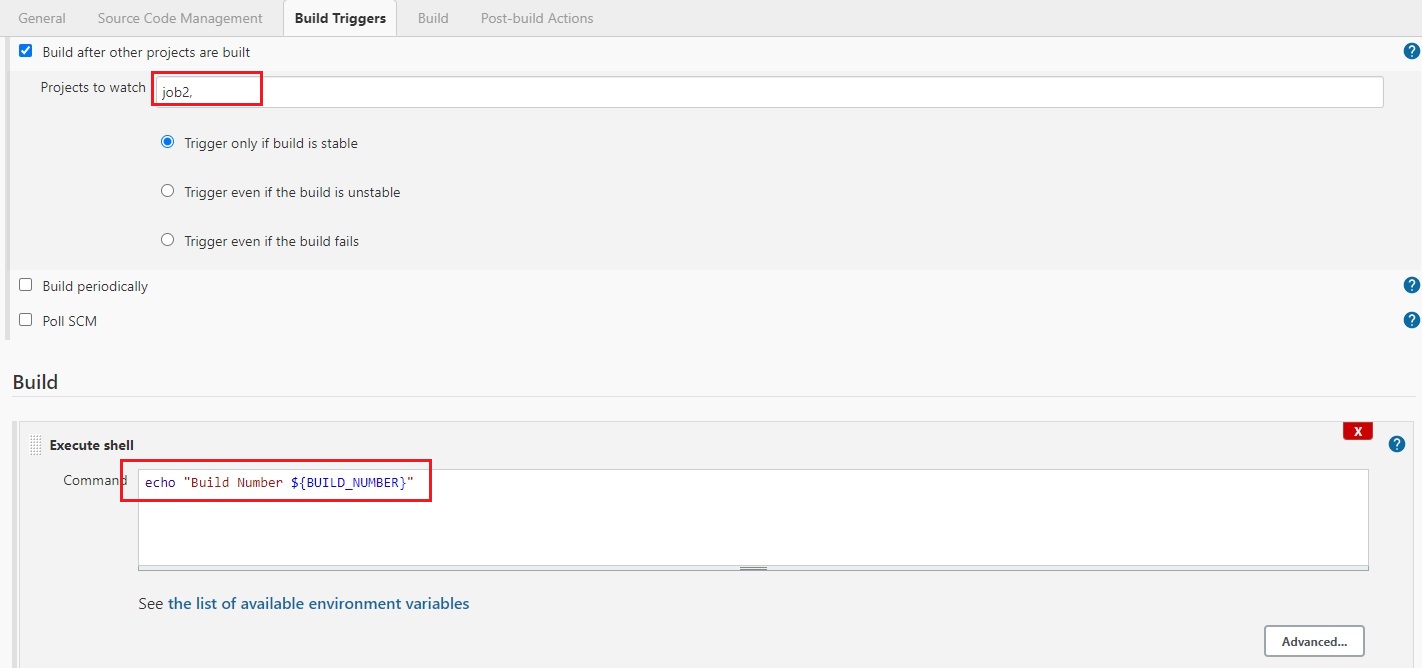 General Source Code Management Build Triggers Build Post-build Actions
Build after other projects are built ?
Projects to watch job2,
Trigger only if build is stable
Trigger even if the build is unstable
Trigger even if the build fails
Build periodically ?
Poll SCM ?
Build
X
Execute shell ?
Command echo "Build Number ${BUILD_NUMBER}"
See the list of available environment variables
Advanced...